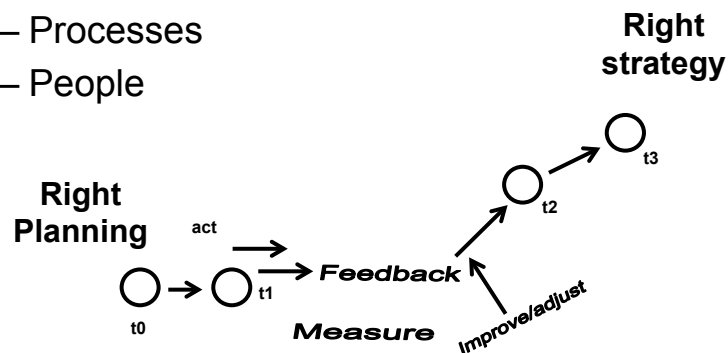 – Processes
– People
Right
strategy
t3
t2
Right
Planning
act
t1
t0
Feedback
Measure
Improve/adjust